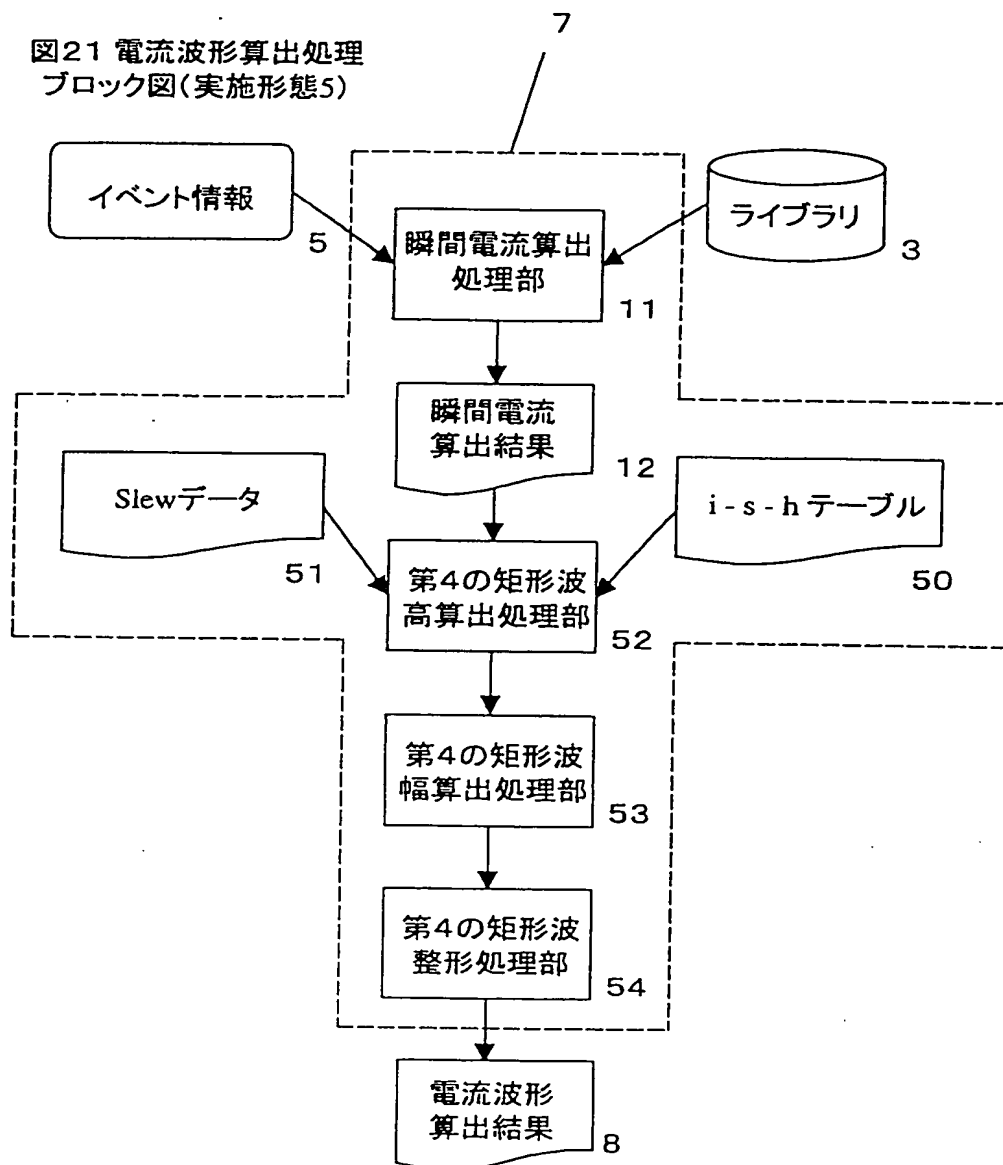 図21 電流波形算出処理
ブロック図(実施形態5)
7
イベント情報
5
瞬間電流算出
処理部
11
ライブラリ
3
瞬間電流
算出結果
12
Slewデータ
51
i - s - h テーブル
50
第4の矩形波
高算出処理部
52
第4の矩形波
幅算出処理部
53
第4の矩形波
整形処理部
54
電流波形
算出結果
8